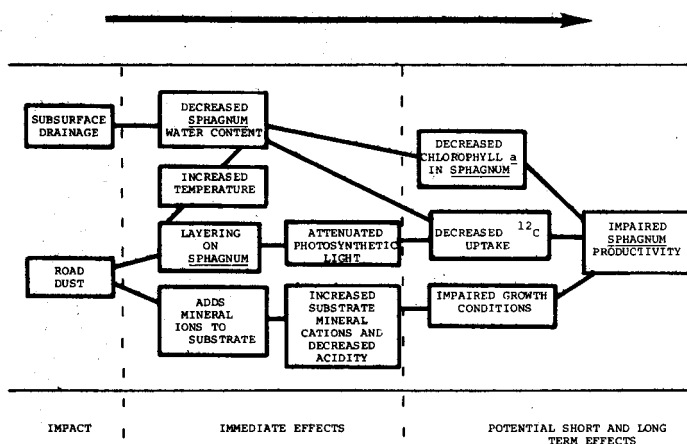 SUBSURFACE
DRAINAGE
DECREASED
SPHAGNUM
WATER CONTENT
INCREASED
TEMPERATURE
LAYERING
ON
SPHAGNUM
ATTENUATED
PHOTOSYNTHETIC
LIGHT
DECREASED
CHLOROPHYLL a
IN SPHAGNUM
DECREASED 12C
UPTAKE
IMPAIRED
SPHAGNUM
PRODUCTIVITY
ROAD
DUST
ADDS
MINERAL
IONS TO
SUBSTRATE
INCREASED
SUBSTRATE
MINERAL
CATIONS AND
DECREASED
ACIDITY
IMPAIRED GROWTH
CONDITIONS
IMPACT
IMMEDIATE EFFECTS
POTENTIAL SHORT AND LONG
TERM EFFECTS